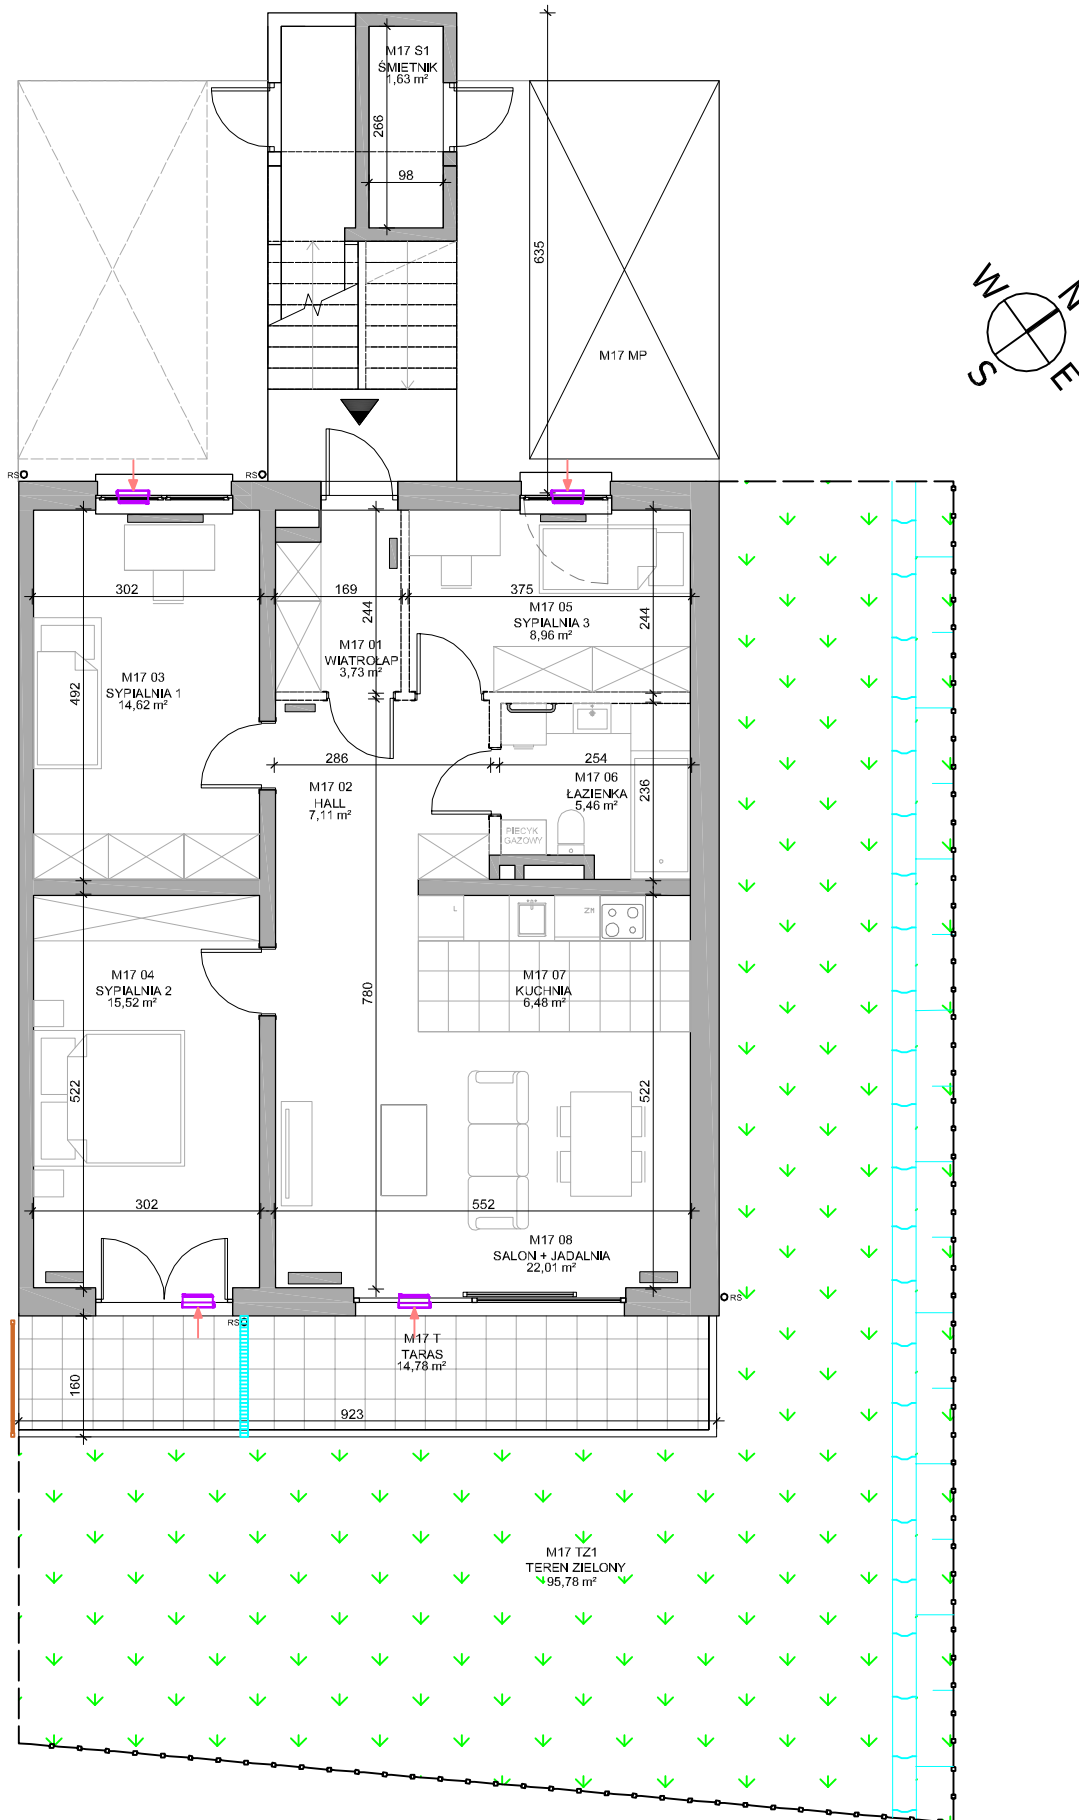 M17 S1
ŚMIETNIK
1,63 m²
266
98
635
M17 MP
W
N
S
E
RS
RS
302
169
244
375
M17 05
SYPIALNIA 3
8,96 m²
244
M17 01
WIATROŁAP
3,73 m²
M17 03
SYPIALNIA 1
14,62 m²
492
286
254
M17 02
HALL
7,11 m²
M17 06
ŁAZIENKA
5,46 m²
236
PIECYK
GAZOWY
L
ZM
M17 04
SYPIALNIA 2
15,52 m²
M17 07
KUCHNIA
6,48 m²
780
522
522
302
552
M17 08
SALON + JADALNIA
22,01 m²
RS
RS
M17 T
TARAS
14,78 m²
160
923
M17 TZ1
TEREN ZIELONY
95,78 m²